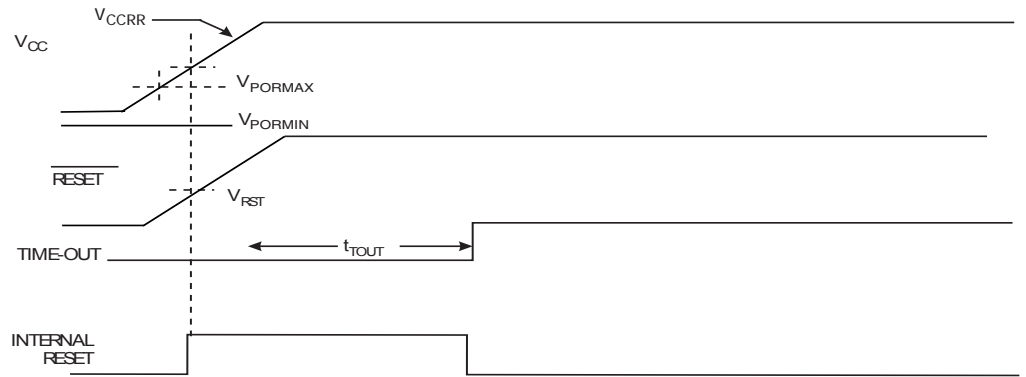 VCCRR
VCC
VPORMAX
VPORMIN
RESET
VRST
TIME-OUT
tTOUT
INTERNAL
RESET